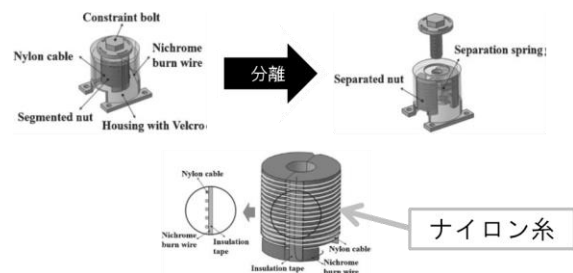 Constraint bolt
Nylon cable
Nichrome
burn wire
Segmented nut
Housing with Velcro
分離
Separation spring
Separated nut
Nylon cable
Nichrome
burn wire
Insulation
tape
ナイロン糸
Nylon cable
Insulation tape
Nichrome
burn wire